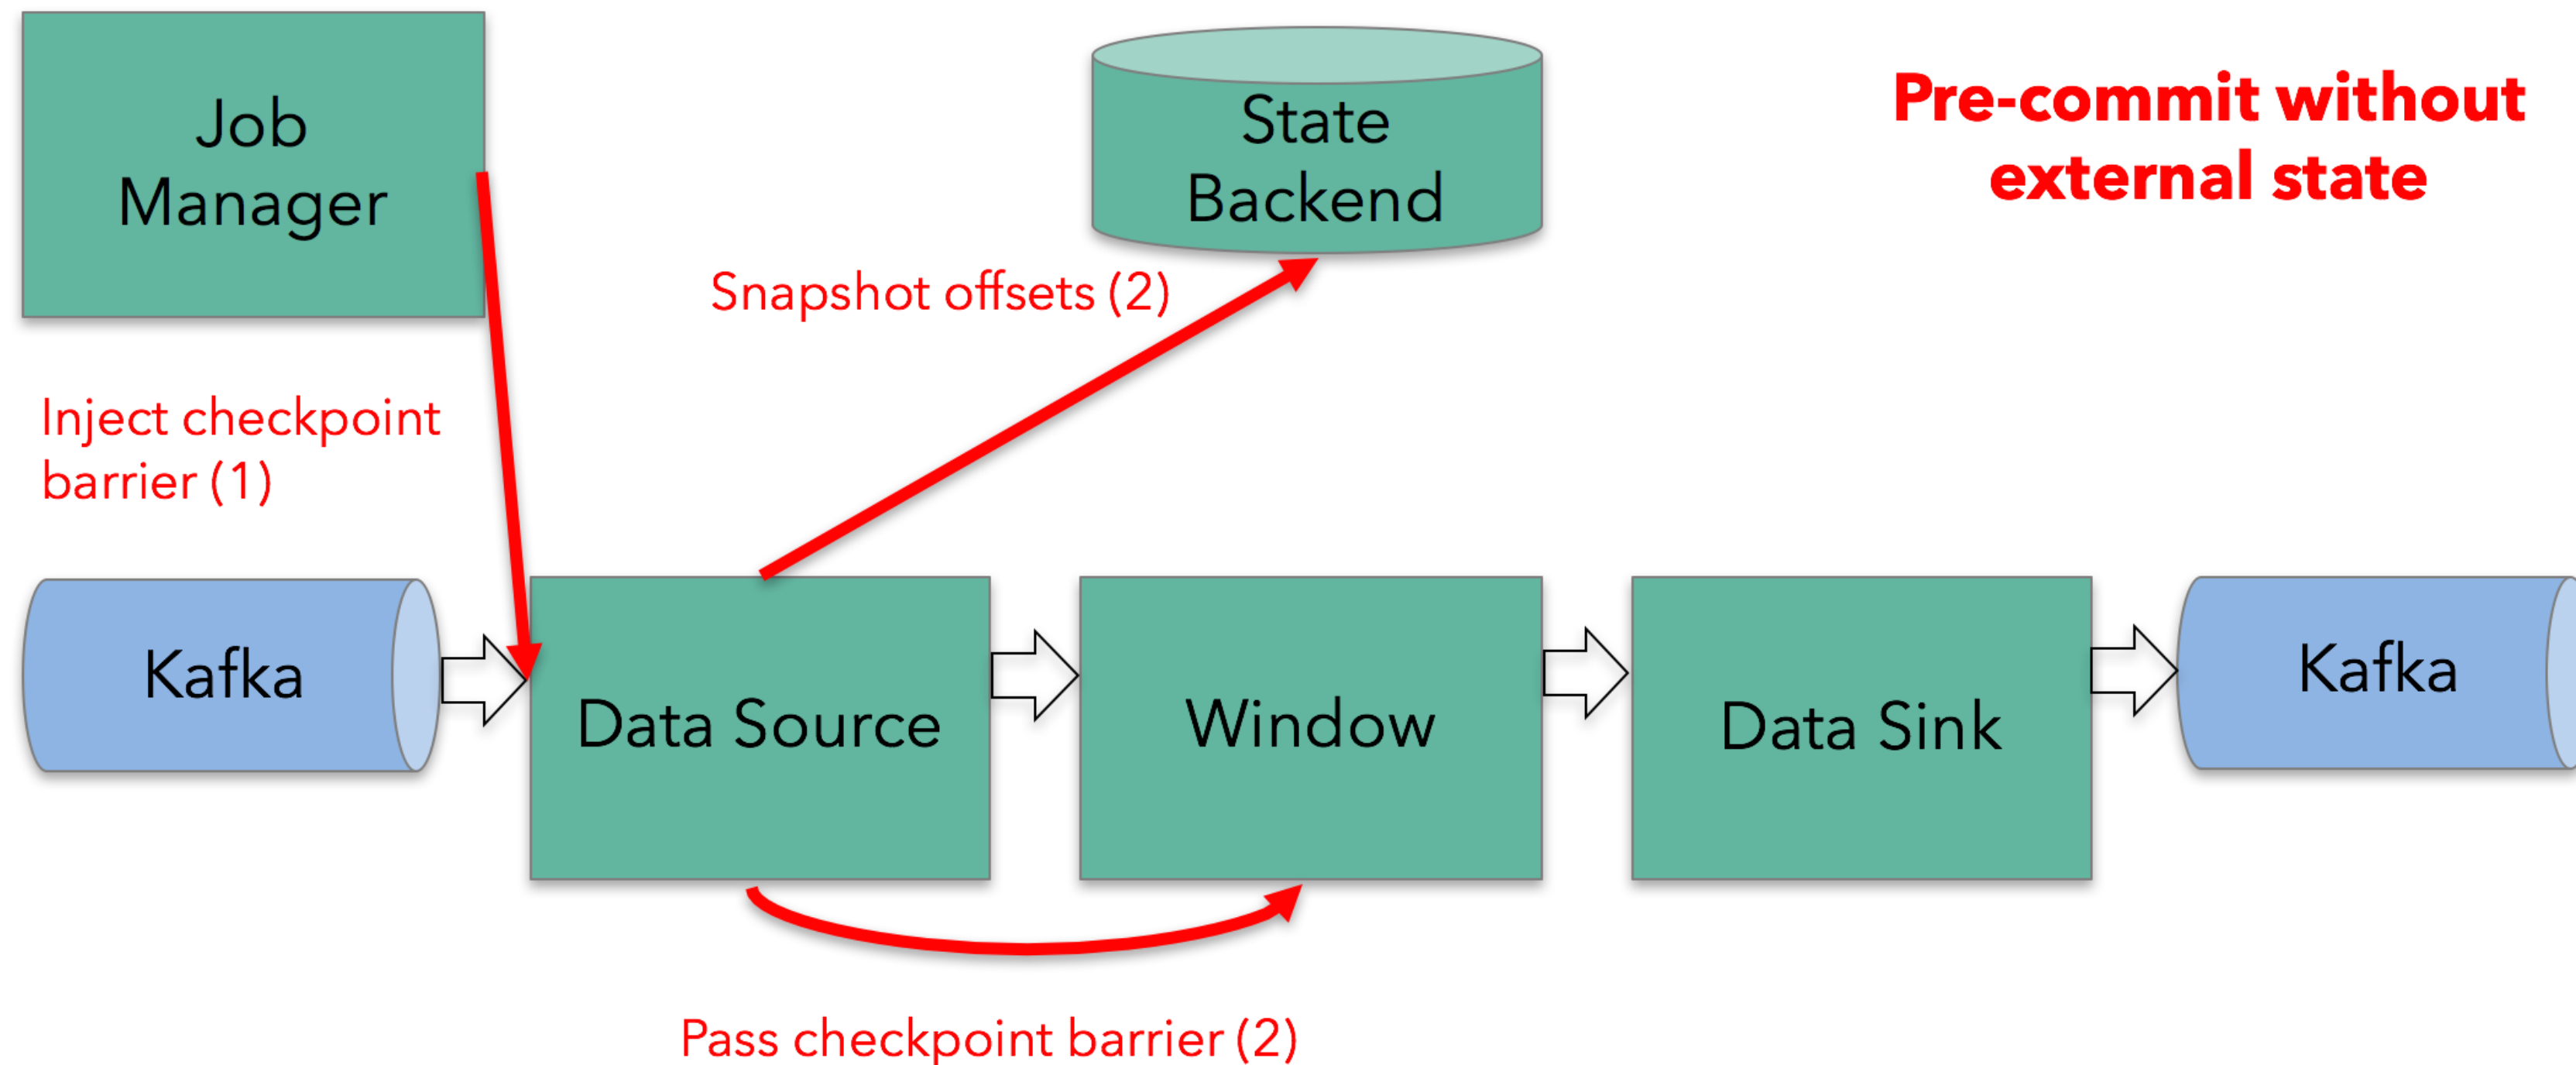 Job
Manager
State
Backend
Pre-commit without
external state
Snapshot offsets (2)
Inject checkpoint
barrier (1)
Kafka
Data Source
Window
Data Sink
Kafka
Pass checkpoint barrier (2)